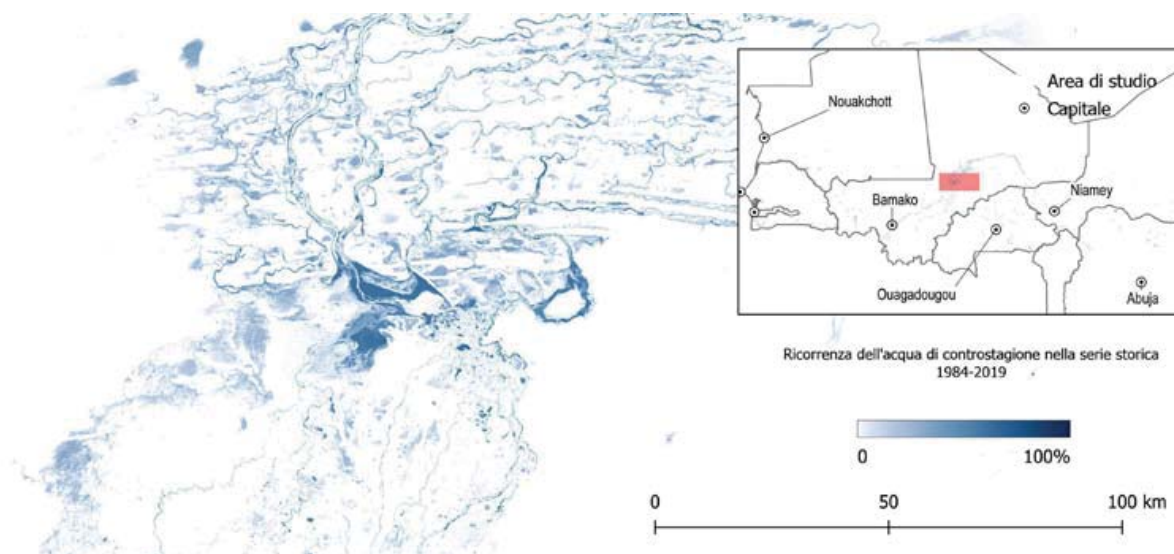 Area di studio
Nouakchott
Capitale
Bamako
Niamey
Ouagadougou
Abuja
Ricorrenza dell'acqua di controstagione nella serie storica
1984-2019
0
100%
0
50
100 km